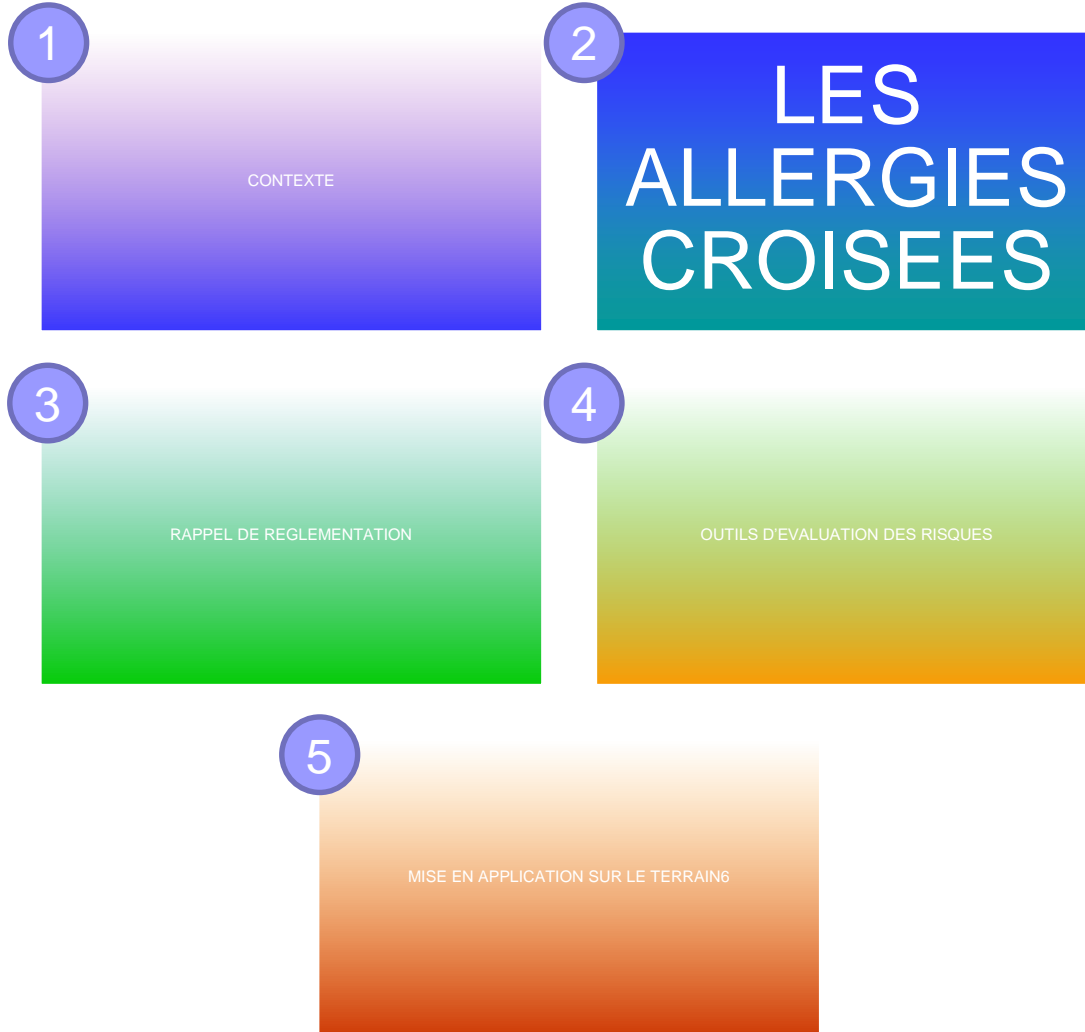 1
CONTEXTE
2
LES
ALLERGIES
CROISEES
3
RAPPEL DE REGLEMENTATION
4
OUTILS D'EVALUATION DES RISQUES
5
MISE EN APPLICATION SUR LE TERRAIN6